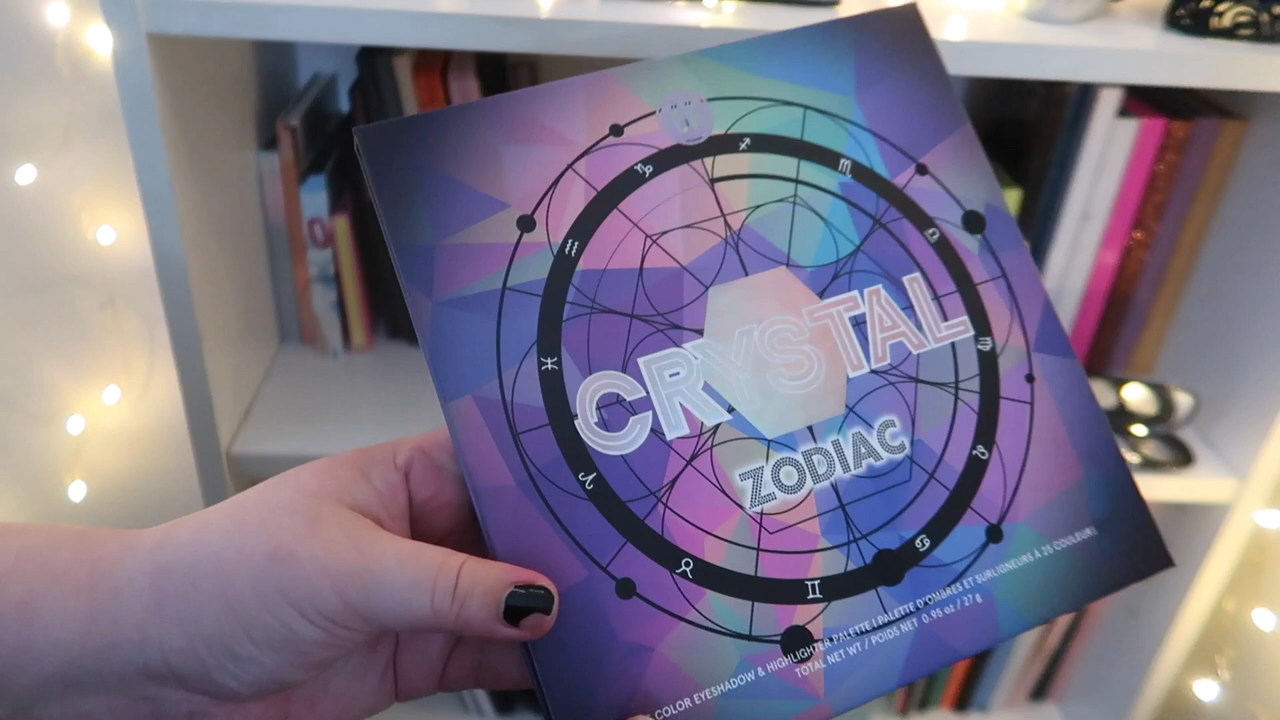 CRYSTAL
ZODIAC
COLOR EYESHADOW & HIGHLIGHTER PALETTE | PALETTE D'OMBRES ET SURLIGNEURS À 25 COULEURS
TOTAL NET WT / POIDS NET 0.95 oz / 27 g